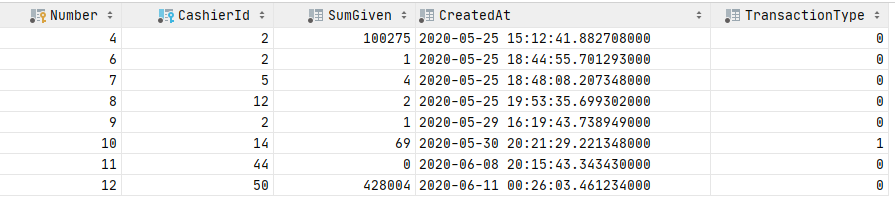 Number CashierId SumGiven CreatedAt TransactionType
4 2 100275 2020-05-25 15:12:41.882708000 0
6 2 1 2020-05-25 18:44:55.701293000 0
7 5 4 2020-05-25 18:48:08.207348000 0
8 12 2 2020-05-25 19:53:35.699302000 0
9 2 1 2020-05-29 16:19:43.738949000 0
10 14 69 2020-05-30 20:21:29.221348000 1
11 44 0 2020-06-08 20:15:43.343430000 0
12 50 428004 2020-06-11 00:26:03.461234000 0